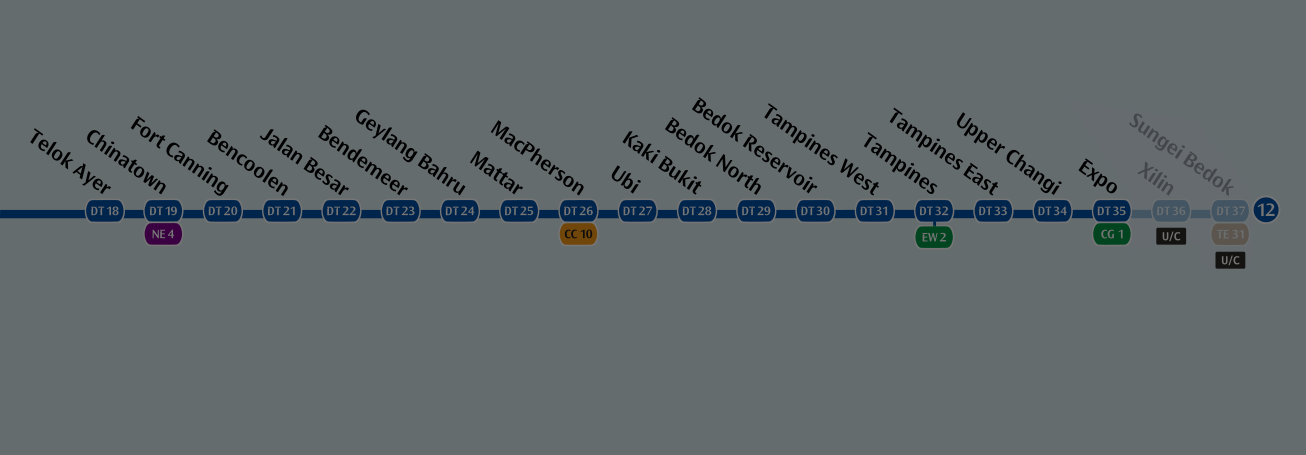 Telok Ayer
Chinatown
Fort Canning
Bencoolen
Jalan Besar
Bendemeer
Geylang Bahru
Mattar
MacPherson
Ubi
Kaki Bukit
Bedok North
Bedok Reservoir
Tampines West
Tampines
Tampines East
Upper Changi
Expo
Xilin
Sungei Bedok
DT 18 DT 19 DT 20 DT 21 DT 22 DT 23 DT 24 DT 25 DT 26 DT 27 DT 28 DT 29 DT 30 DT 31 DT 32 DT 33 DT 34 DT 35 DT 36 DT 37 12
NE 4 CC 10 EW 2 CG 1 U/C TE 31
U/C